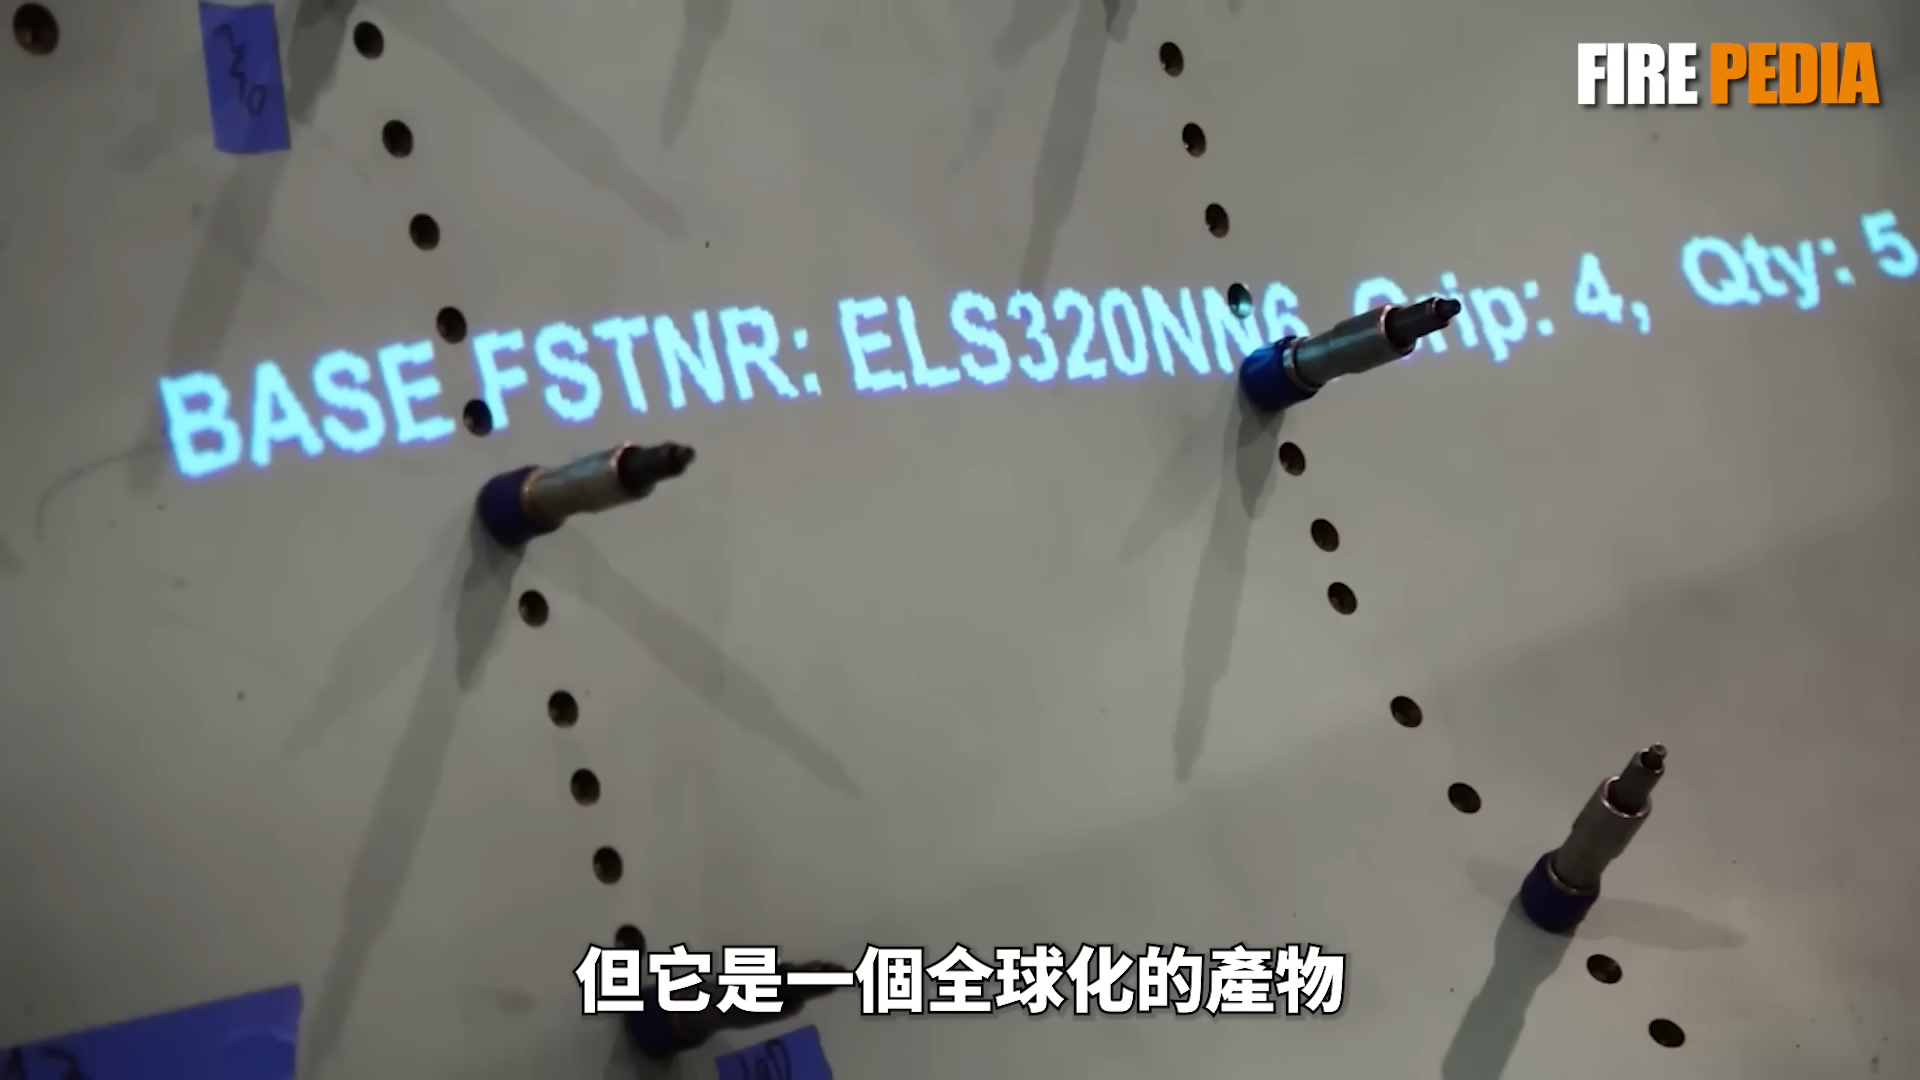 FIRE PEDIA
BASE FSTNR: ELS320NN6, Grip: 4, Qty: 5
但它是一個全球化的產物